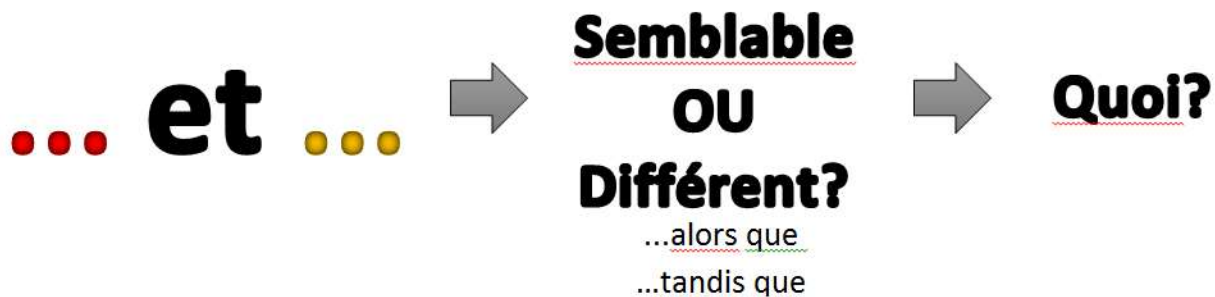 ... et ...
Semblable
OU
Différent?
...alors que
...tandis que
Quoi?